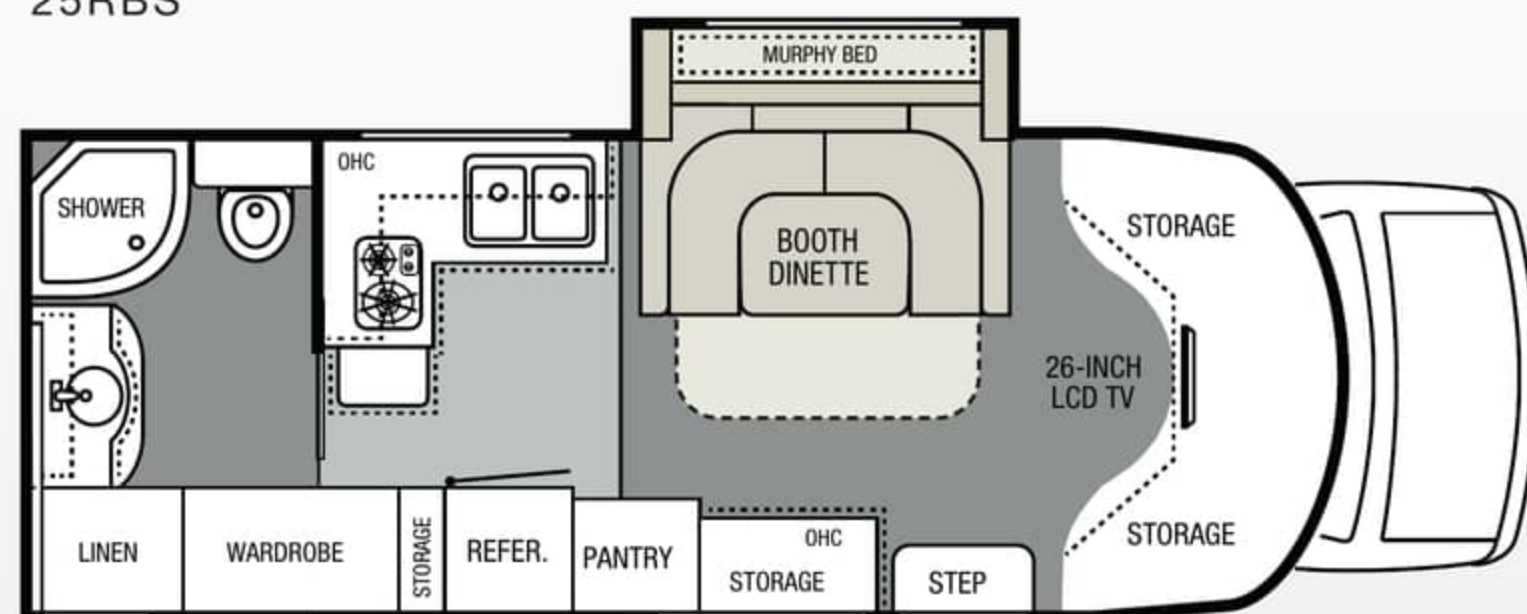 25RBS
MURPHY BED
OHC
SHOWER
STORAGE
BOOTH
DINETTE
26-INCH
LCD TV
STORAGE
LINEN
WARDROBE
STORAGE
REFER.
PANTRY
OHC
STORAGE
STEP